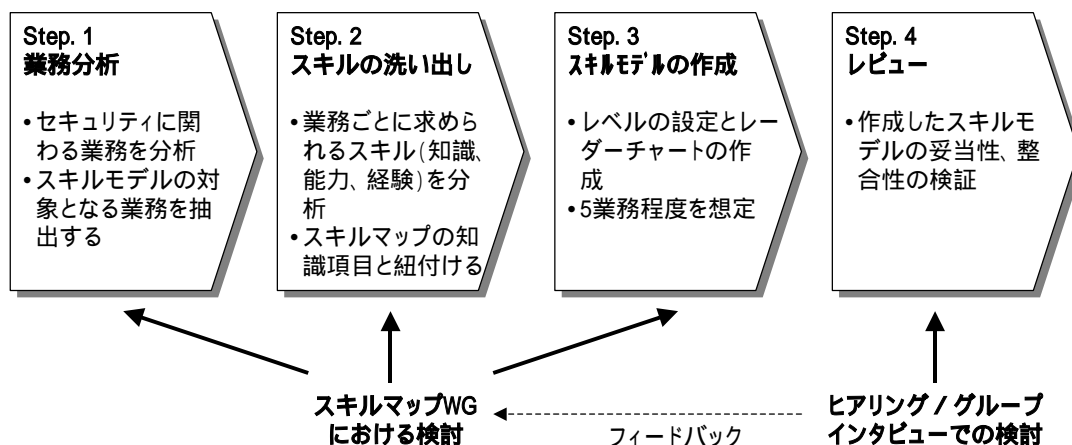 Step. 1
業務分析
•セキュリティに関
わる業務を分析
•スキルモデルの対
象となる業務を抽
出する
Step. 2
スキルの洗い出し
•業務ごとに求めら
れるスキル(知識、
能力、経験)を分
析
•スキルマップの知
識項目と紐付ける
Step. 3
ｽｷﾙﾓﾃﾞﾙの作成
•レベルの設定とレー
ダーチャートの作
成
•5業務程度を想定
Step. 4
レビュー
•作成したスキルモ
デルの妥当性、整
合性の検証
スキルマップWG
における検討
フィードバック
ヒアリング / グループ
インタビューでの検討